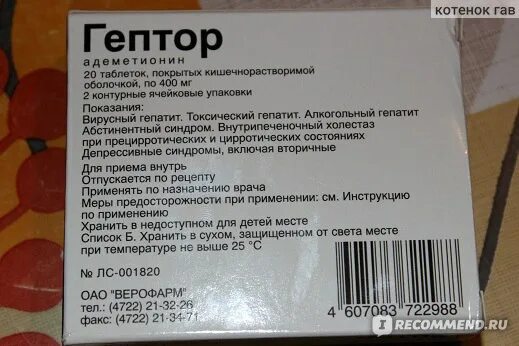 котенок гав
Гептор
адеметионин
20 таблеток, покрытых кишечнорастворимой
оболочкой, по 400 мг
2 контурные ячейковые упаковки
Показания:
Вирусный гепатит. Токсический гепатит. Алкогольный гепатит
Абстинентный синдром. Внутрипеченочный холестаз
при прецирротических и цирротических состояниях
Депрессивные синдромы, включая вторичные
Для приема внутрь
Отпускается по рецепту
Применять по назначению врача
Меры предосторожности при применении: см. Инструкцию
по применению
Хранить в недоступном для детей месте
Список Б. Хранить в сухом, защищенном от света месте
при температуре не выше 25 °С
№ ЛС-001820
ОАО "ВЕРОФАРМ"
тел.: (4722) 21-32-26
факс: (4722) 21-34-71
4 607083 722988
IRECOMMEND.RU